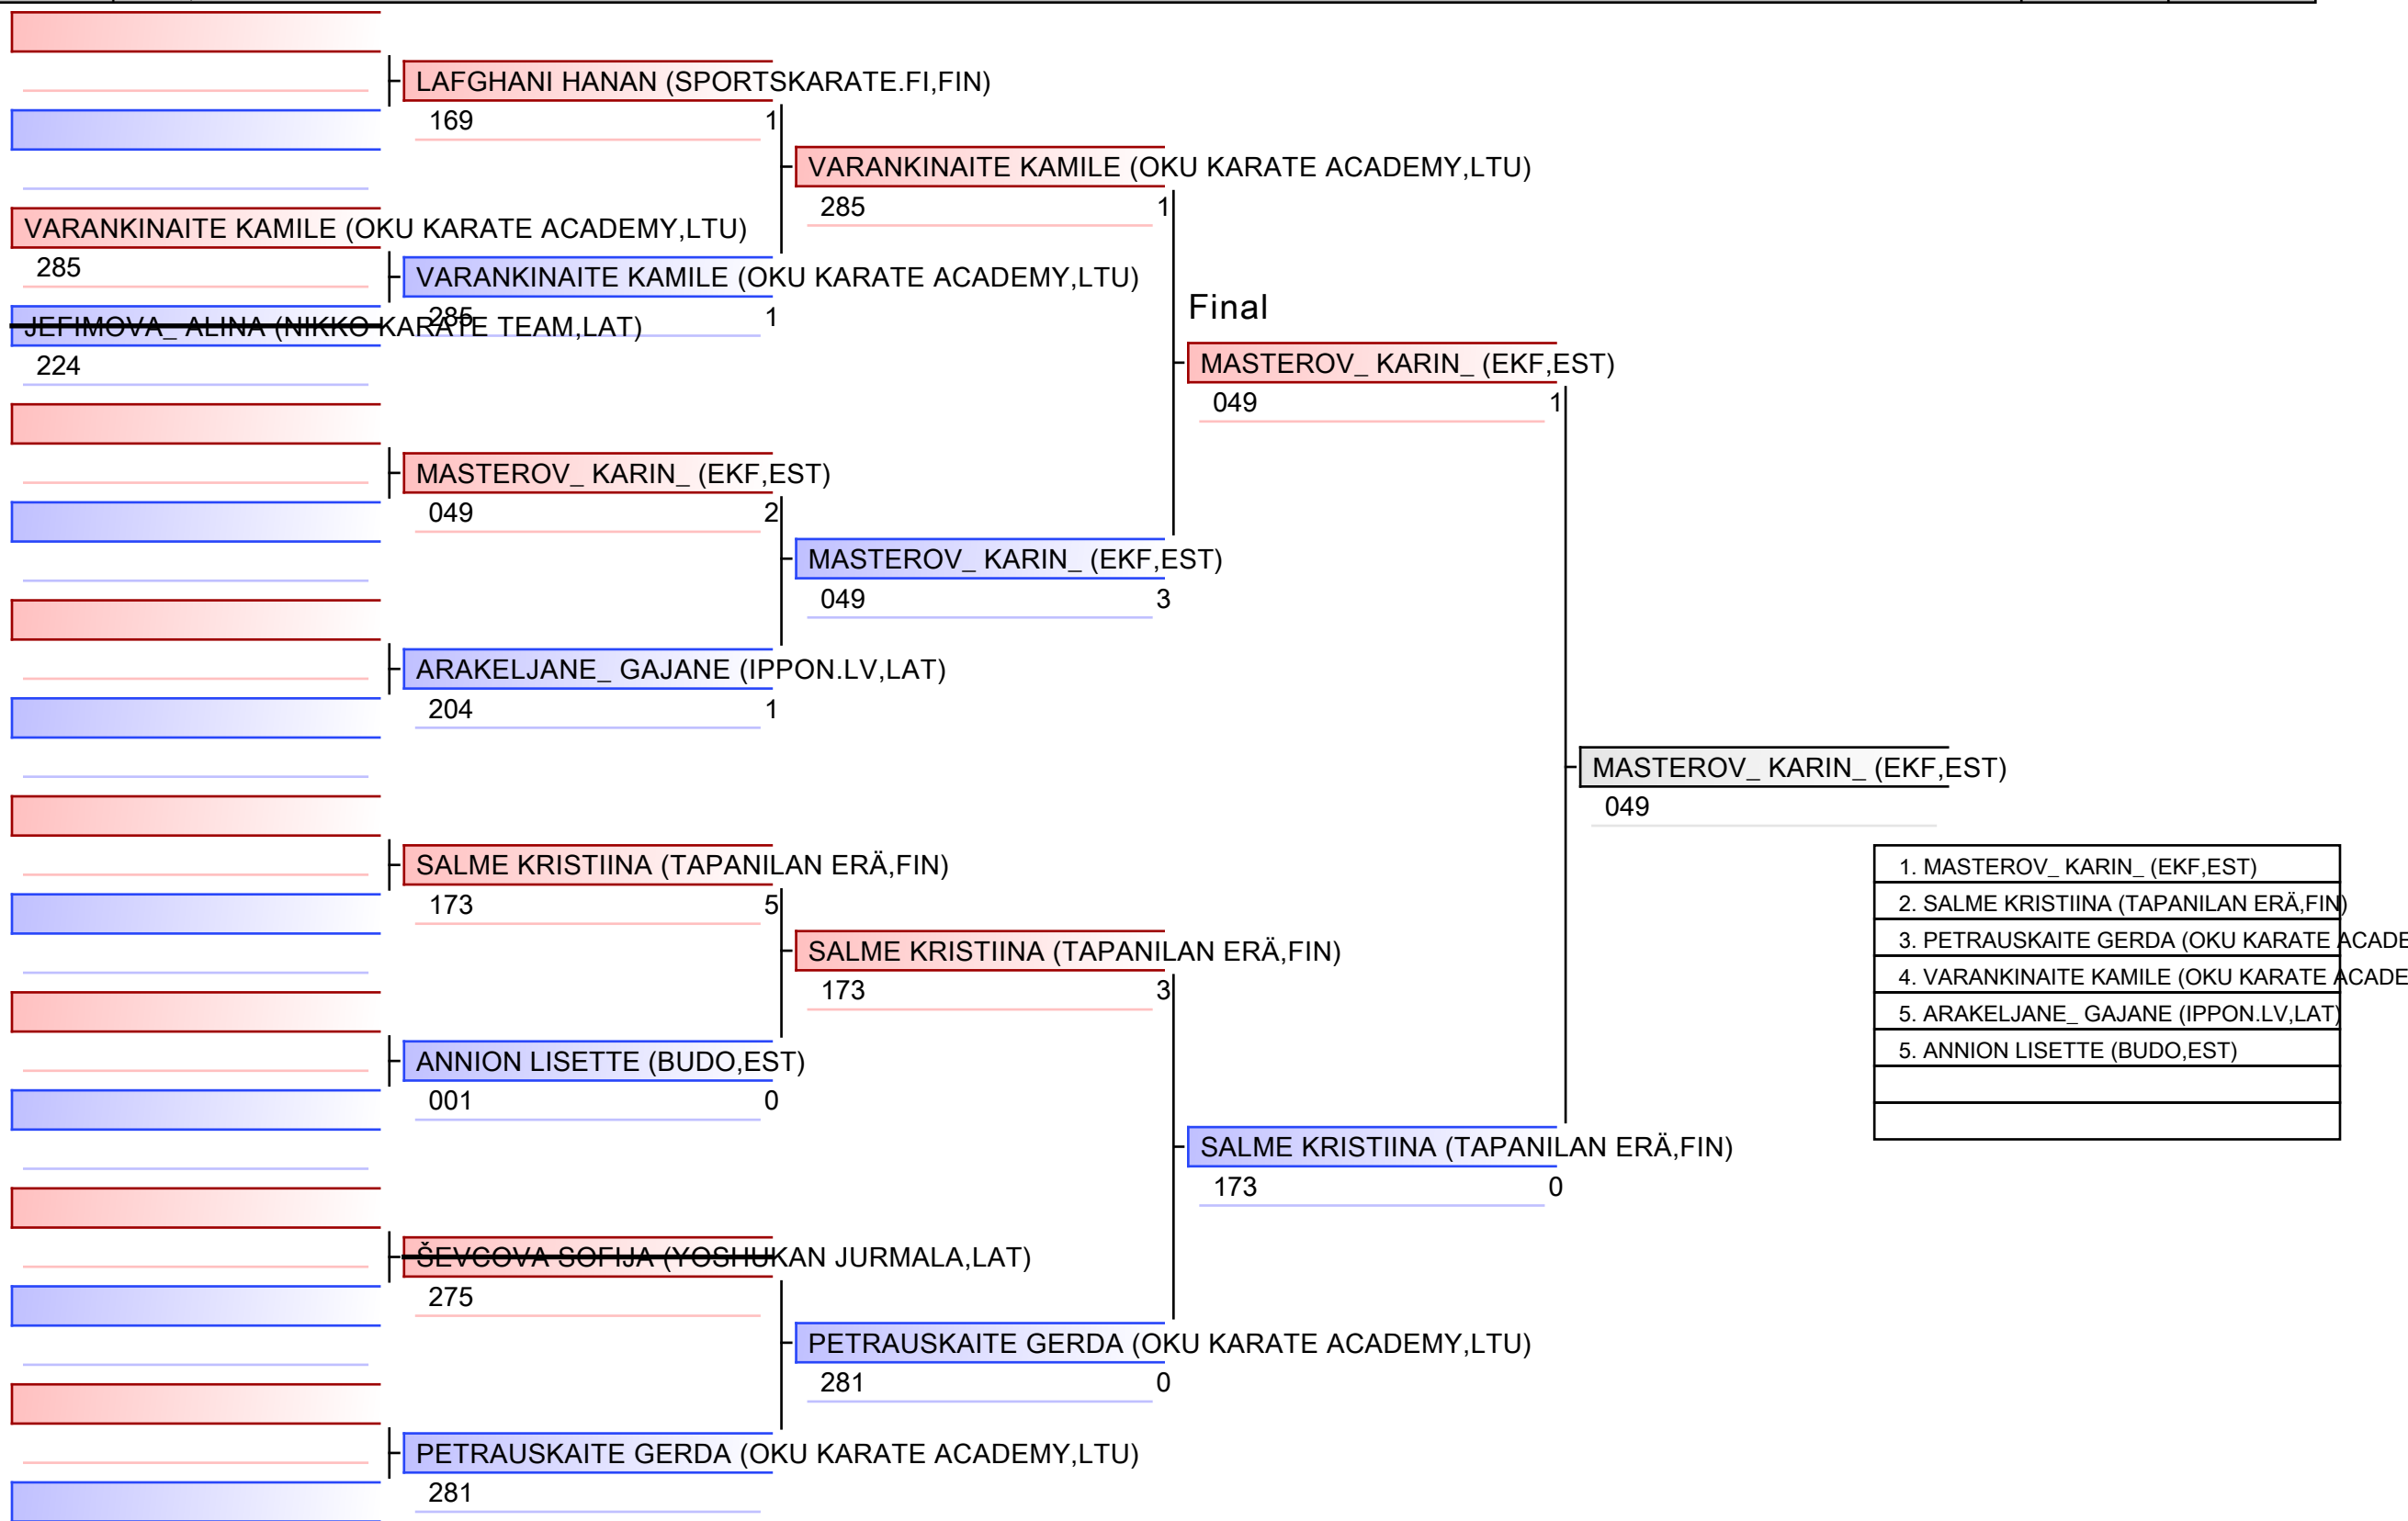 LAFGHANI HANAN (SPORTSKARATE.FI,FIN)
169 1
VARANKINAITE KAMILE (OKU KARATE ACADEMY,LTU)
285 1
VARANKINAITE KAMILE (OKU KARATE ACADEMY,LTU)
285
VARANKINAITE KAMILE (OKU KARATE ACADEMY,LTU)
285 1
JEFIMOVA_ ALINA (NIKKO KARATE TEAM,LAT)
224
Final
MASTEROV_ KARIN_ (EKF,EST)
049 1
MASTEROV_ KARIN_ (EKF,EST)
049 2
MASTEROV_ KARIN_ (EKF,EST)
049 3
ARAKELJANE_ GAJANE (IPPON.LV,LAT)
204 1
MASTEROV_ KARIN_ (EKF,EST)
049
SALME KRISTIINA (TAPANILAN ERÄ,FIN)
173 5
SALME KRISTIINA (TAPANILAN ERÄ,FIN)
173 3
ANNION LISETTE (BUDO,EST)
001 0
SALME KRISTIINA (TAPANILAN ERÄ,FIN)
173 0
ŠEVCOVA SOFIJA (YOSHUKAN JURMALA,LAT)
275
PETRAUSKAITE GERDA (OKU KARATE ACADEMY,LTU)
281 0
PETRAUSKAITE GERDA (OKU KARATE ACADEMY,LTU)
281
1. MASTEROV_ KARIN_ (EKF,EST)
2. SALME KRISTIINA (TAPANILAN ERÄ,FIN)
3. PETRAUSKAITE GERDA (OKU KARATE ACADE
4. VARANKINAITE KAMILE (OKU KARATE ACADE
5. ARAKELJANE_ GAJANE (IPPON.LV,LAT)
5. ANNION LISETTE (BUDO,EST)